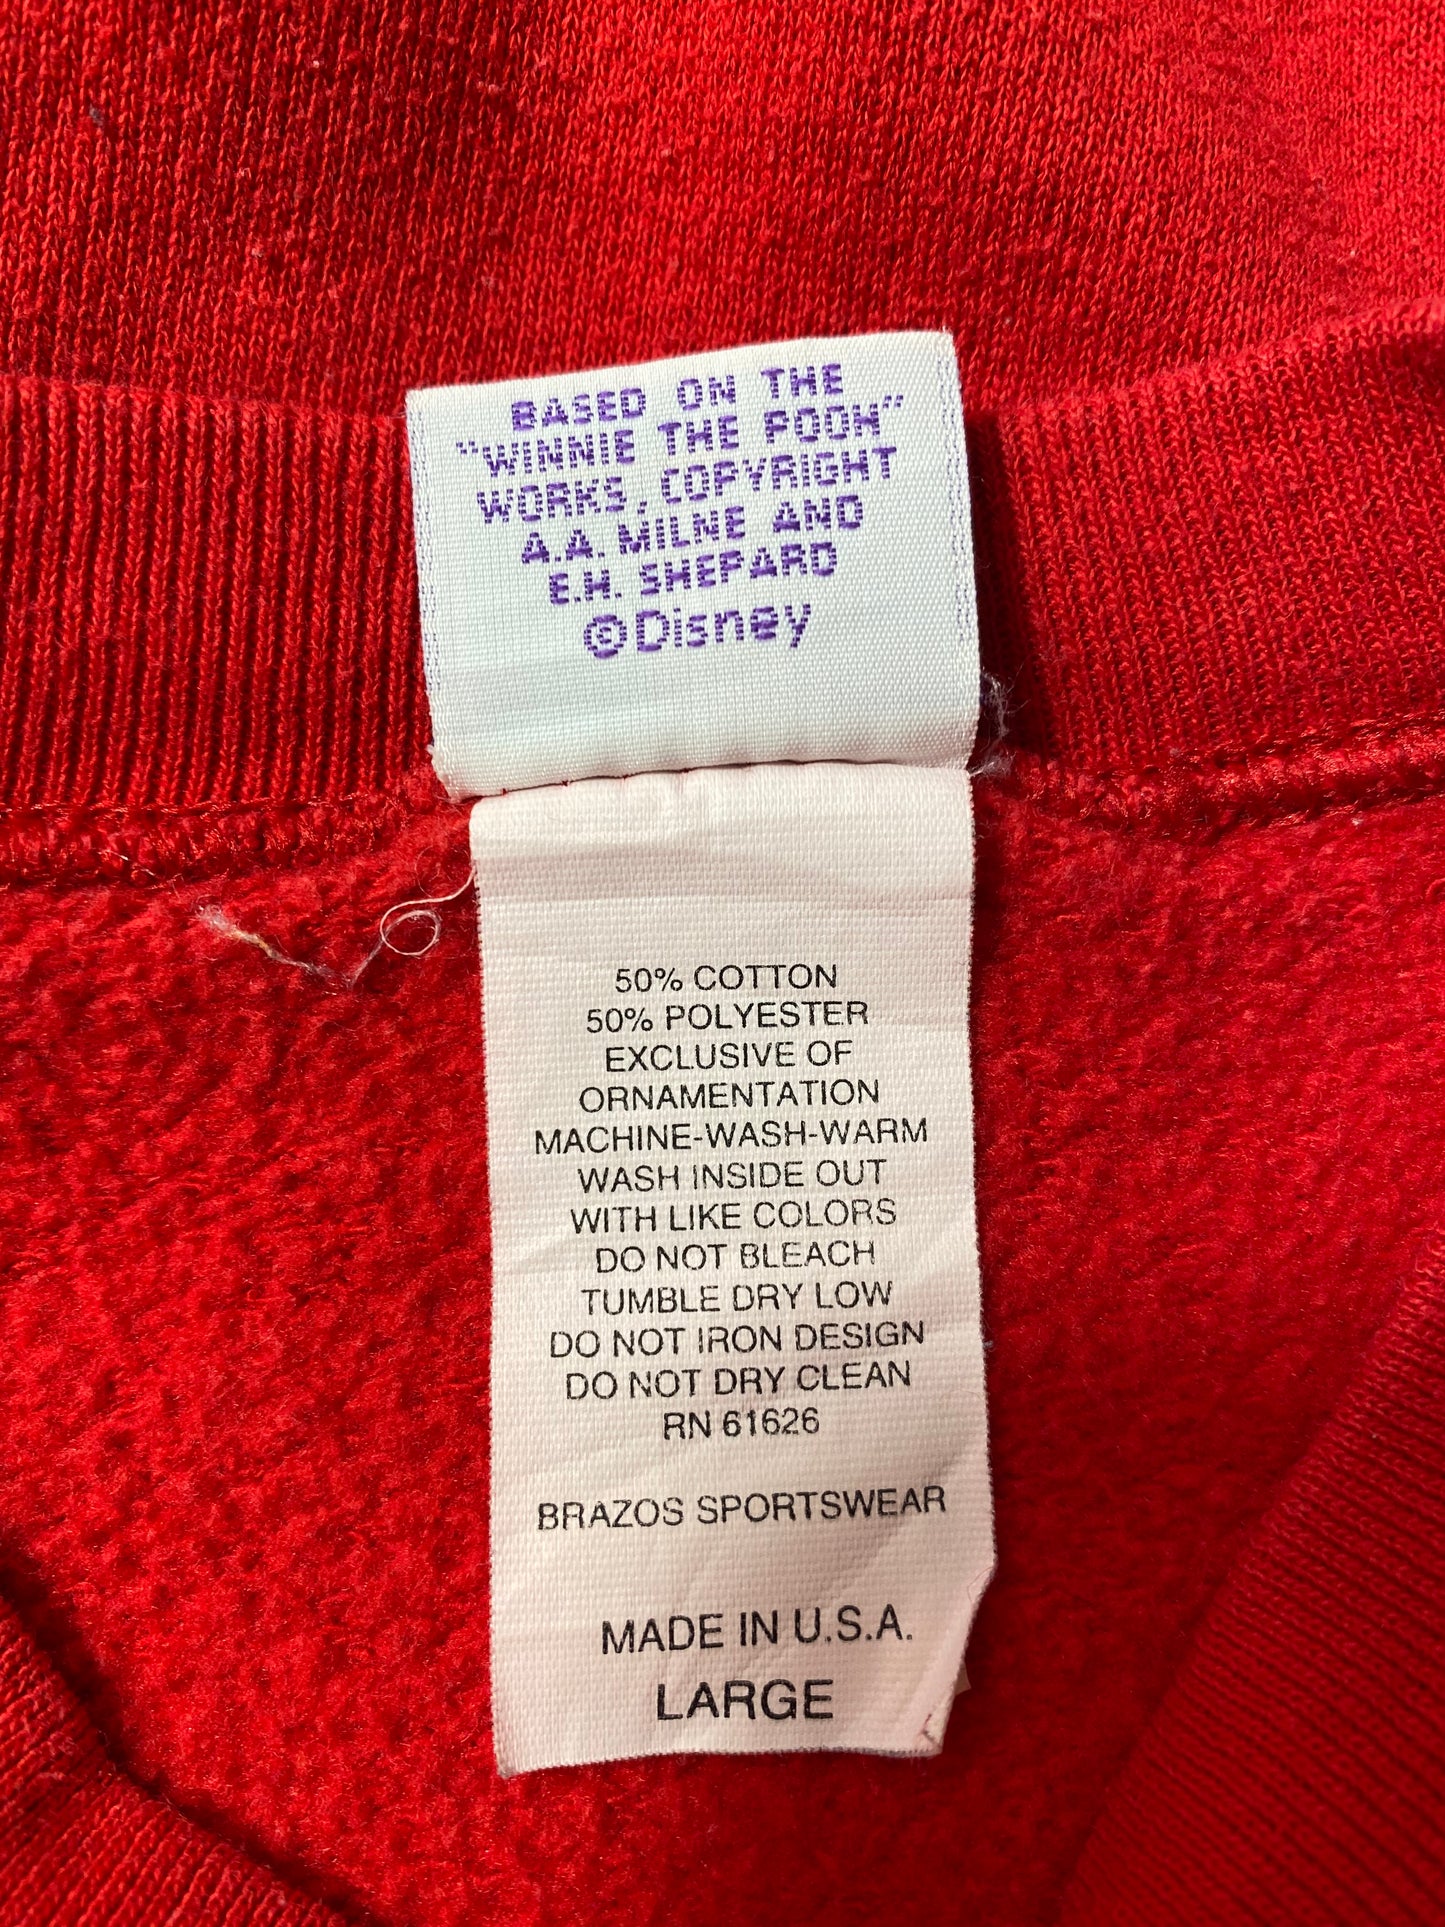 BASED ON THE
"WINNIE THE POOH"
WORKS, COPYRIGHT
A.A. MILNE AND
E.H. SHEPARD
©Disney
50% COTTON
50% POLYESTER
EXCLUSIVE OF
ORNAMENTATION
MACHINE-WASH-WARM
WASH INSIDE OUT
WITH LIKE COLORS
DO NOT BLEACH
TUMBLE DRY LOW
DO NOT IRON DESIGN
DO NOT DRY CLEAN
RN 61626
BRAZOS SPORTSWEAR
MADE IN U.S.A.
LARGE